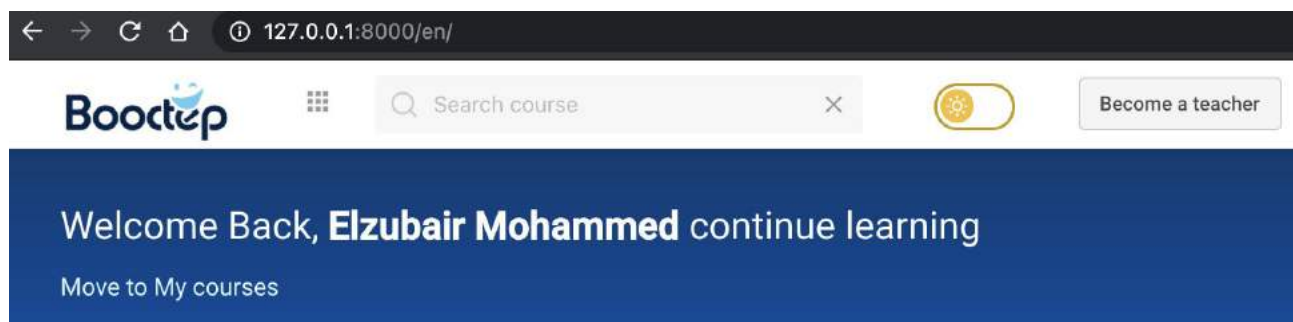 127.0.0.1:8000/en/
Booctep
Search course
Become a teacher
Welcome Back, Elzubair Mohammed continue learning
Move to My courses